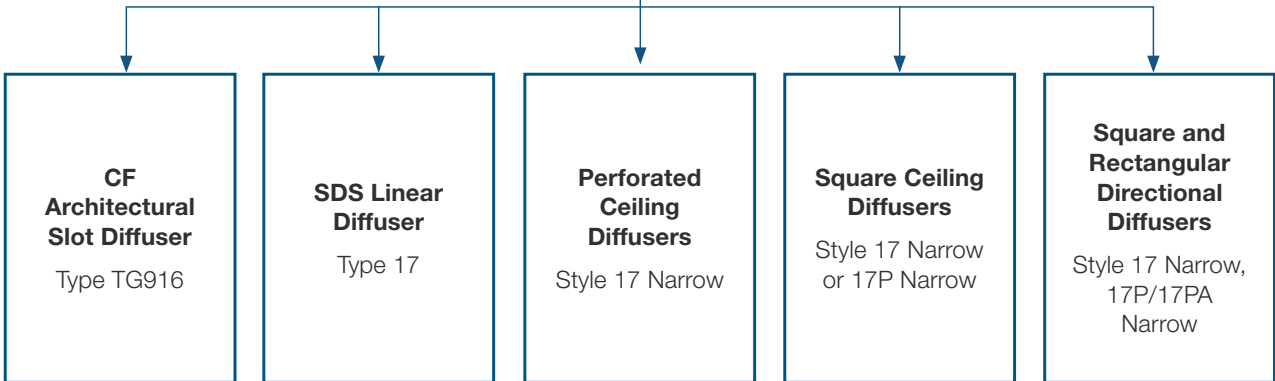 CF
Architectural
Slot Diffuser
Type TG916
SDS Linear
Diffuser
Type 17
Perforated
Ceiling
Diffusers
Style 17 Narrow
Square Ceiling
Diffusers
Style 17 Narrow
or 17P Narrow
Square and
Rectangular
Directional
Diffusers
Style 17 Narrow,
17P/17PA
Narrow